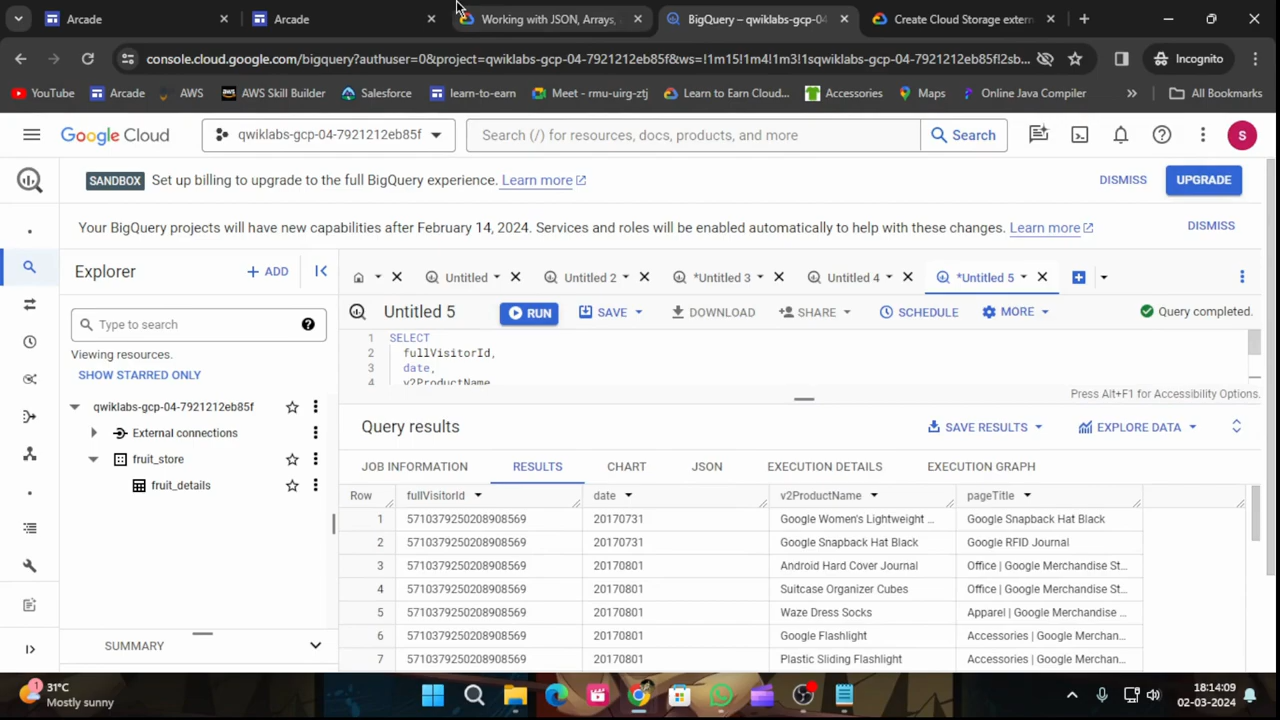 Arcade
Arcade
Working with JSON, Arrays,
BigQuery – qwiklabs-gcp-04
Create Cloud Storage extern
console.cloud.google.com/bigquery?authuser=0&project=qwiklabs-gcp-04-7921212eb85f&ws=!1m15!1m4!1m3!1sqwiklabs-gcp-04-7921212eb85f!2sb...
Incognito
YouTube
Arcade
AWS
AWS Skill Builder
Salesforce
learn-to-earn
Meet - rmu-uirg-ztj
Learn to Earn Cloud...
Accessories
Maps
Online Java Compiler
All Bookmarks
Google Cloud
qwiklabs-gcp-04-7921212eb85f
Search (/) for resources, docs, products, and more
Search
S
SANDBOX Set up billing to upgrade to the full BigQuery experience. Learn more
DISMISS
UPGRADE
Your BigQuery projects will have new capabilities after February 14, 2024. Services and roles will be enabled automatically to help with these changes. Learn more
DISMISS
Explorer
+ ADD
Untitled
Untitled 2
*Untitled 3
Untitled 4
*Untitled 5
Untitled 5
RUN
SAVE
DOWNLOAD
SHARE
SCHEDULE
MORE
Query completed.
Type to search
Viewing resources.
SHOW STARRED ONLY
qwiklabs-gcp-04-7921212eb85f
External connections
fruit_store
fruit_details
SUMMARY
1 SELECT
2 fullVisitorId,
3 date,
4 v2ProductName
Press Alt+F1 for Accessibility Options.
Query results
SAVE RESULTS
EXPLORE DATA
JOB INFORMATION
RESULTS
CHART
JSON
EXECUTION DETAILS
EXECUTION GRAPH
Row fullVisitorId date v2ProductName pageTitle
1 5710379250208908569 20170731 Google Women's Lightweight ... Google Snapback Hat Black
2 5710379250208908569 20170731 Google Snapback Hat Black Google RFID Journal
3 5710379250208908569 20170801 Android Hard Cover Journal Office | Google Merchandise St...
4 5710379250208908569 20170801 Suitcase Organizer Cubes Office | Google Merchandise St...
5 5710379250208908569 20170801 Waze Dress Socks Apparel | Google Merchandise ...
6 5710379250208908569 20170801 Google Flashlight Accessories | Google Merchan...
7 5710379250208908569 20170801 Plastic Sliding Flashlight Accessories | Google Merchan...
1
31°C
Mostly sunny
18:14:09
02-03-2024